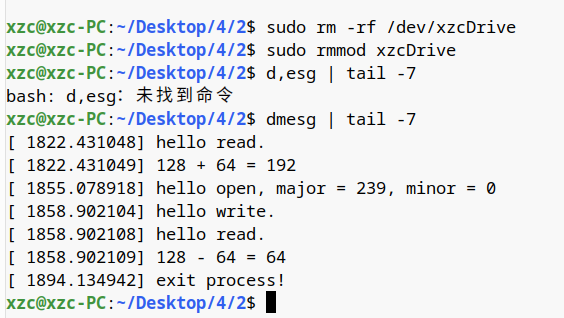 xzc@xzc-PC:~/Desktop/4/2$ sudo rm -rf /dev/xzcDrive
xzc@xzc-PC:~/Desktop/4/2$ sudo rmmod xzcDrive
xzc@xzc-PC:~/Desktop/4/2$ d,esg | tail -7
bash: d,esg：未找到命令
xzc@xzc-PC:~/Desktop/4/2$ dmesg | tail -7
[ 1822.431048] hello read.
[ 1822.431049] 128 + 64 = 192
[ 1855.078918] hello open, major = 239, minor = 0
[ 1858.902104] hello write.
[ 1858.902108] hello read.
[ 1858.902109] 128 - 64 = 64
[ 1894.134942] exit process!
xzc@xzc-PC:~/Desktop/4/2$